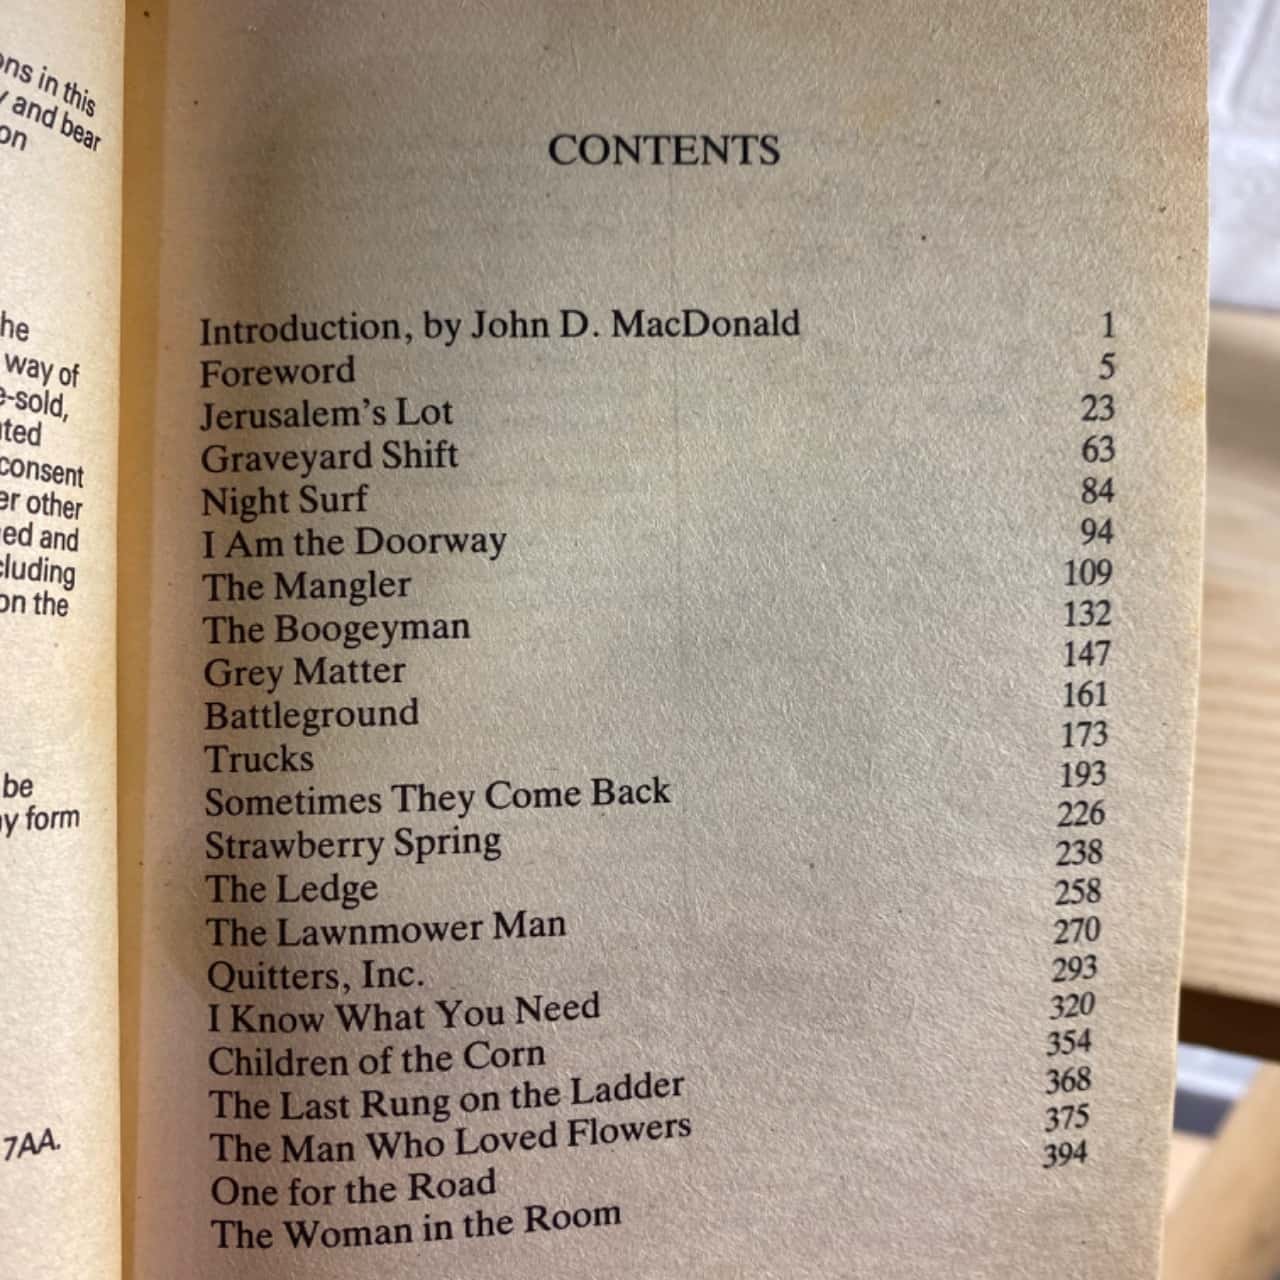 ons in this
y and bear
on
he
way of
e-sold,
ted
consent
er other
ed and
cluding
on the
be
ny form
7AA.
CONTENTS
Introduction, by John D. MacDonald 1
Foreword 5
Jerusalem's Lot 23
Graveyard Shift 63
Night Surf 84
I Am the Doorway 94
The Mangler 109
The Boogeyman 132
Grey Matter 147
Battleground 161
Trucks 173
Sometimes They Come Back 193
Strawberry Spring 226
The Ledge 238
The Lawnmower Man 258
Quitters, Inc. 270
I Know What You Need 293
Children of the Corn 320
The Last Rung on the Ladder 354
The Man Who Loved Flowers 368
One for the Road 375
The Woman in the Room 394